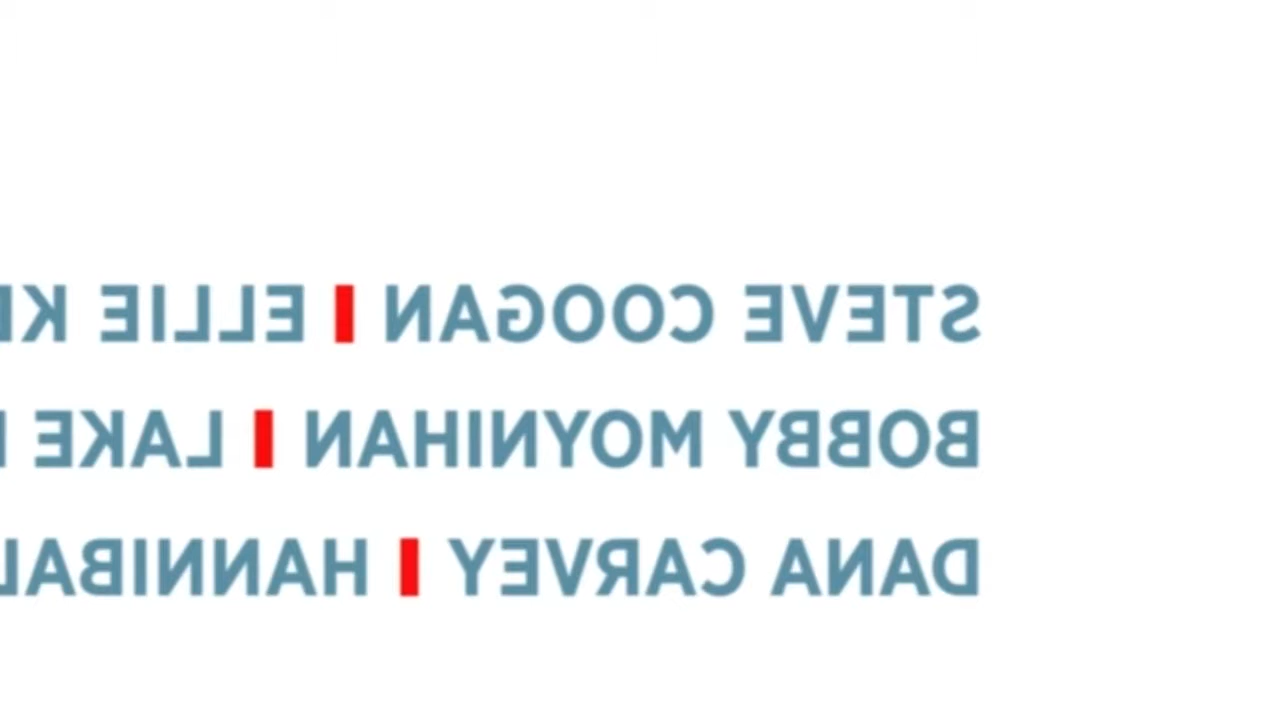 STEVE COOGAN | ELLIE
BOBBY MOYNIHAN | LAKE
DANA CARVEY | HANNIBAL